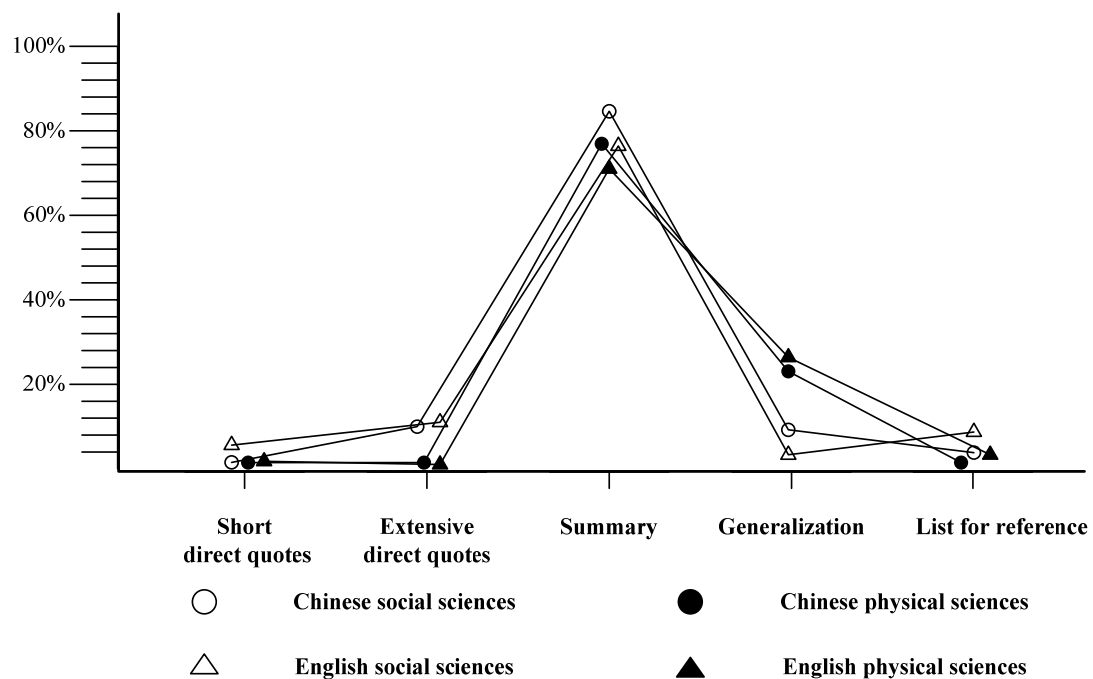 100%
80%
60%
40%
20%
Short
direct quotes
Extensive
direct quotes
Summary
Generalization
List for reference
Chinese social sciences
Chinese physical sciences
English social sciences
English physical sciences